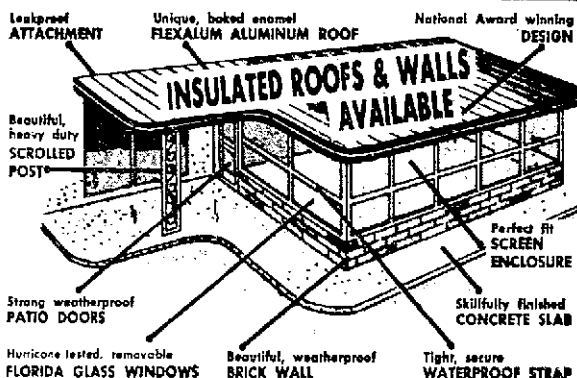 Leakproof
ATTACHMENT
Unique, baked enamel
FLEXALUM ALUMINUM ROOF
National Award winning
DESIGN
INSULATED ROOFS & WALLS
AVAILABLE
Beautiful,
heavy duty
SCROLLED
POST
Perfect fit
SCREEN
ENCLOSURE
Strong weatherproof
PATIO DOORS
Skillfully finished
CONCRETE SLAB
Hurricane tested, removable
FLORIDA GLASS WINDOWS
Beautiful, weatherproof
BRICK WALL
Tight, secure
WATERPROOF STRAP